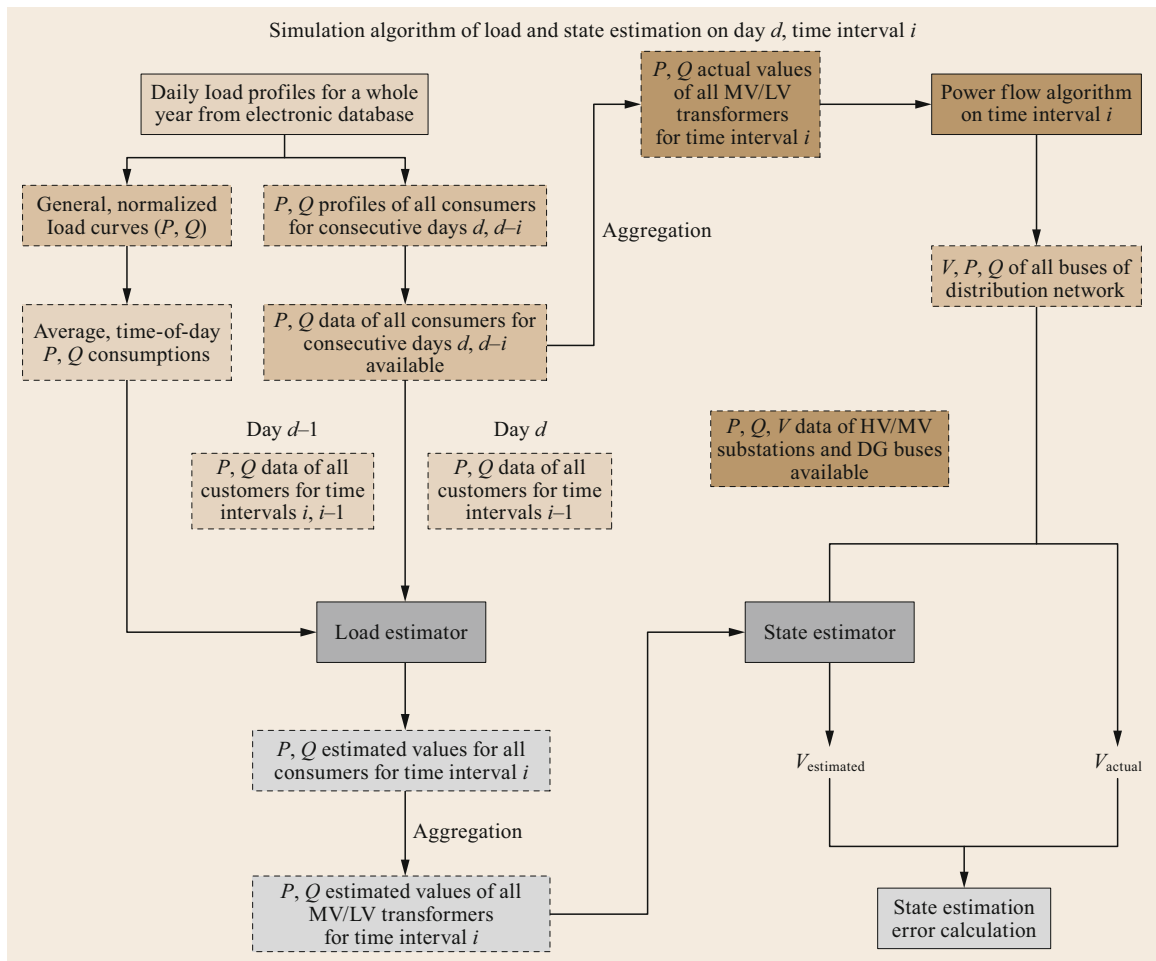 Simulation algorithm of load and state estimation on day d, time interval i
Daily load profiles for a whole
year from electronic database
P, Q actual values
of all MV/LV
transformers
for time interval i
Power flow algorithm
on time interval i
General, normalized
load curves (P, Q)
P, Q profiles of all consumers
for consecutive days d, d–i
Aggregation
V, P, Q of all buses of
distribution network
Average, time-of-day
P, Q consumptions
P, Q data of all consumers for
consecutive days d, d–i
available
Day d–1
P, Q data of all
customers for time
intervals i, i–1
Day d
P, Q data of all
customers for time
intervals i–1
P, Q, V data of HV/MV
substations and DG buses
available
Load estimator
State estimator
P, Q estimated values for all
consumers for time interval i
Vestimated
Vactual
Aggregation
P, Q estimated values of all
MV/LV transformers
for time interval i
State estimation
error calculation